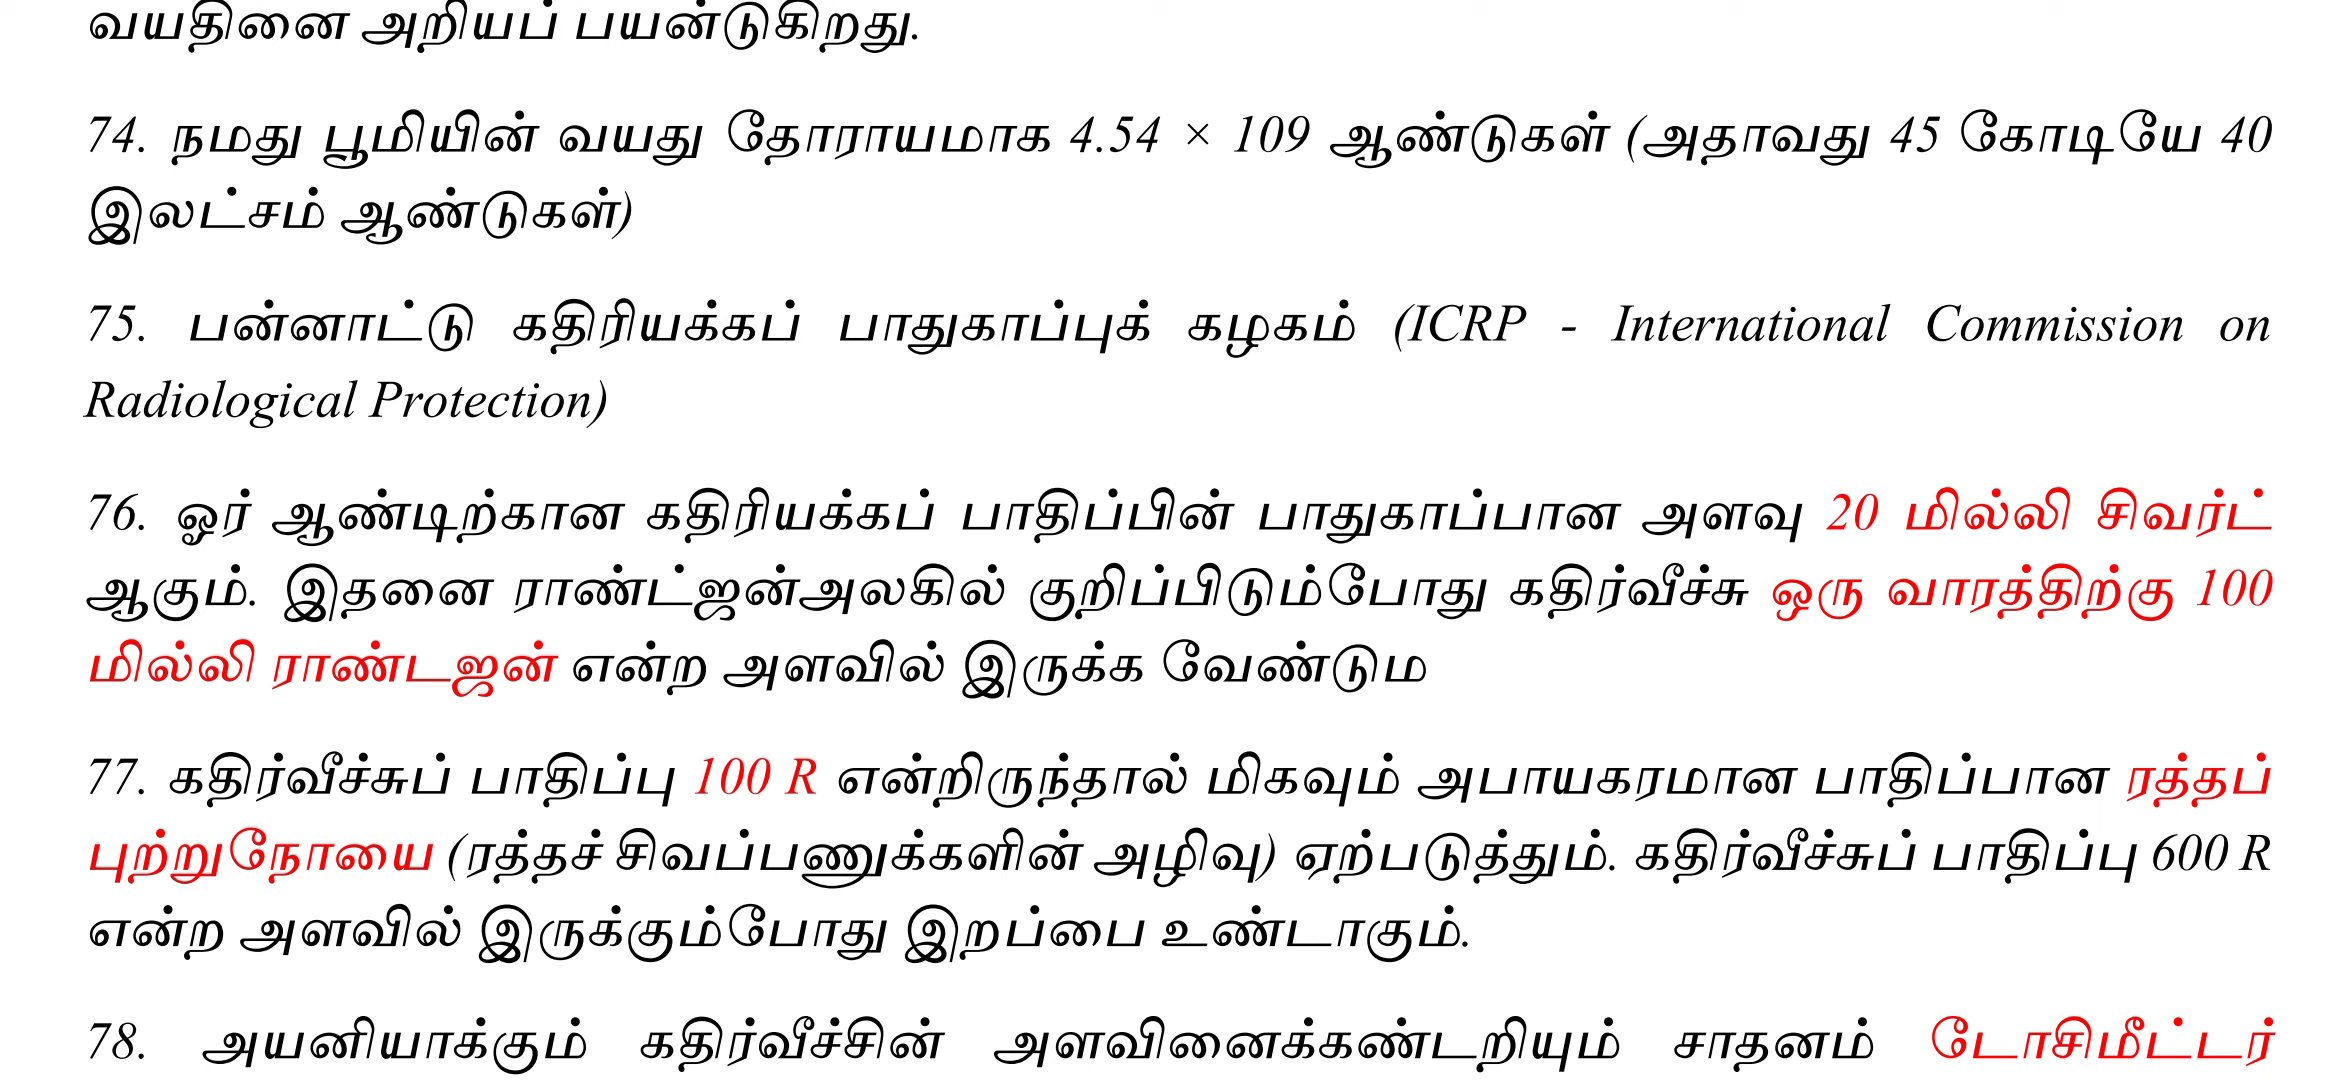 வயதினை அறியப் பயன்டுகிறது.
74. நமது பூமியின் வயது தோராயமாக 4.54 × 109 ஆண்டுகள் (அதாவது 45 கோடியே 40
இலட்சம் ஆண்டுகள்)
75. பன்னாட்டு கதிரியக்கப் பாதுகாப்புக் கழகம் (ICRP - International Commission on
Radiological Protection)
76. ஓர் ஆண்டிற்கான கதிரியக்கப் பாதிப்பின் பாதுகாப்பான அளவு 20 மில்லி சிவர்ட்
ஆகும். இதனை ராண்ட்ஜன்அலகில் குறிப்பிடும்போது கதிர்வீச்சு ஒரு வாரத்திற்கு 100
மில்லி ராண்டஜன் என்ற அளவில் இருக்க வேண்டும
77. கதிர்வீச்சுப் பாதிப்பு 100 R என்றிருந்தால் மிகவும் அபாயகரமான பாதிப்பான ரத்தப்
புற்றுநோயை (ரத்தச் சிவப்பணுக்களின் அழிவு) ஏற்படுத்தும். கதிர்வீச்சுப் பாதிப்பு 600 R
என்ற அளவில் இருக்கும்போது இறப்பை உண்டாகும்.
78. அயனியாக்கும் கதிர்வீச்சின் அளவினைக்கண்டறியும் சாதனம் டோசிமீட்டர்